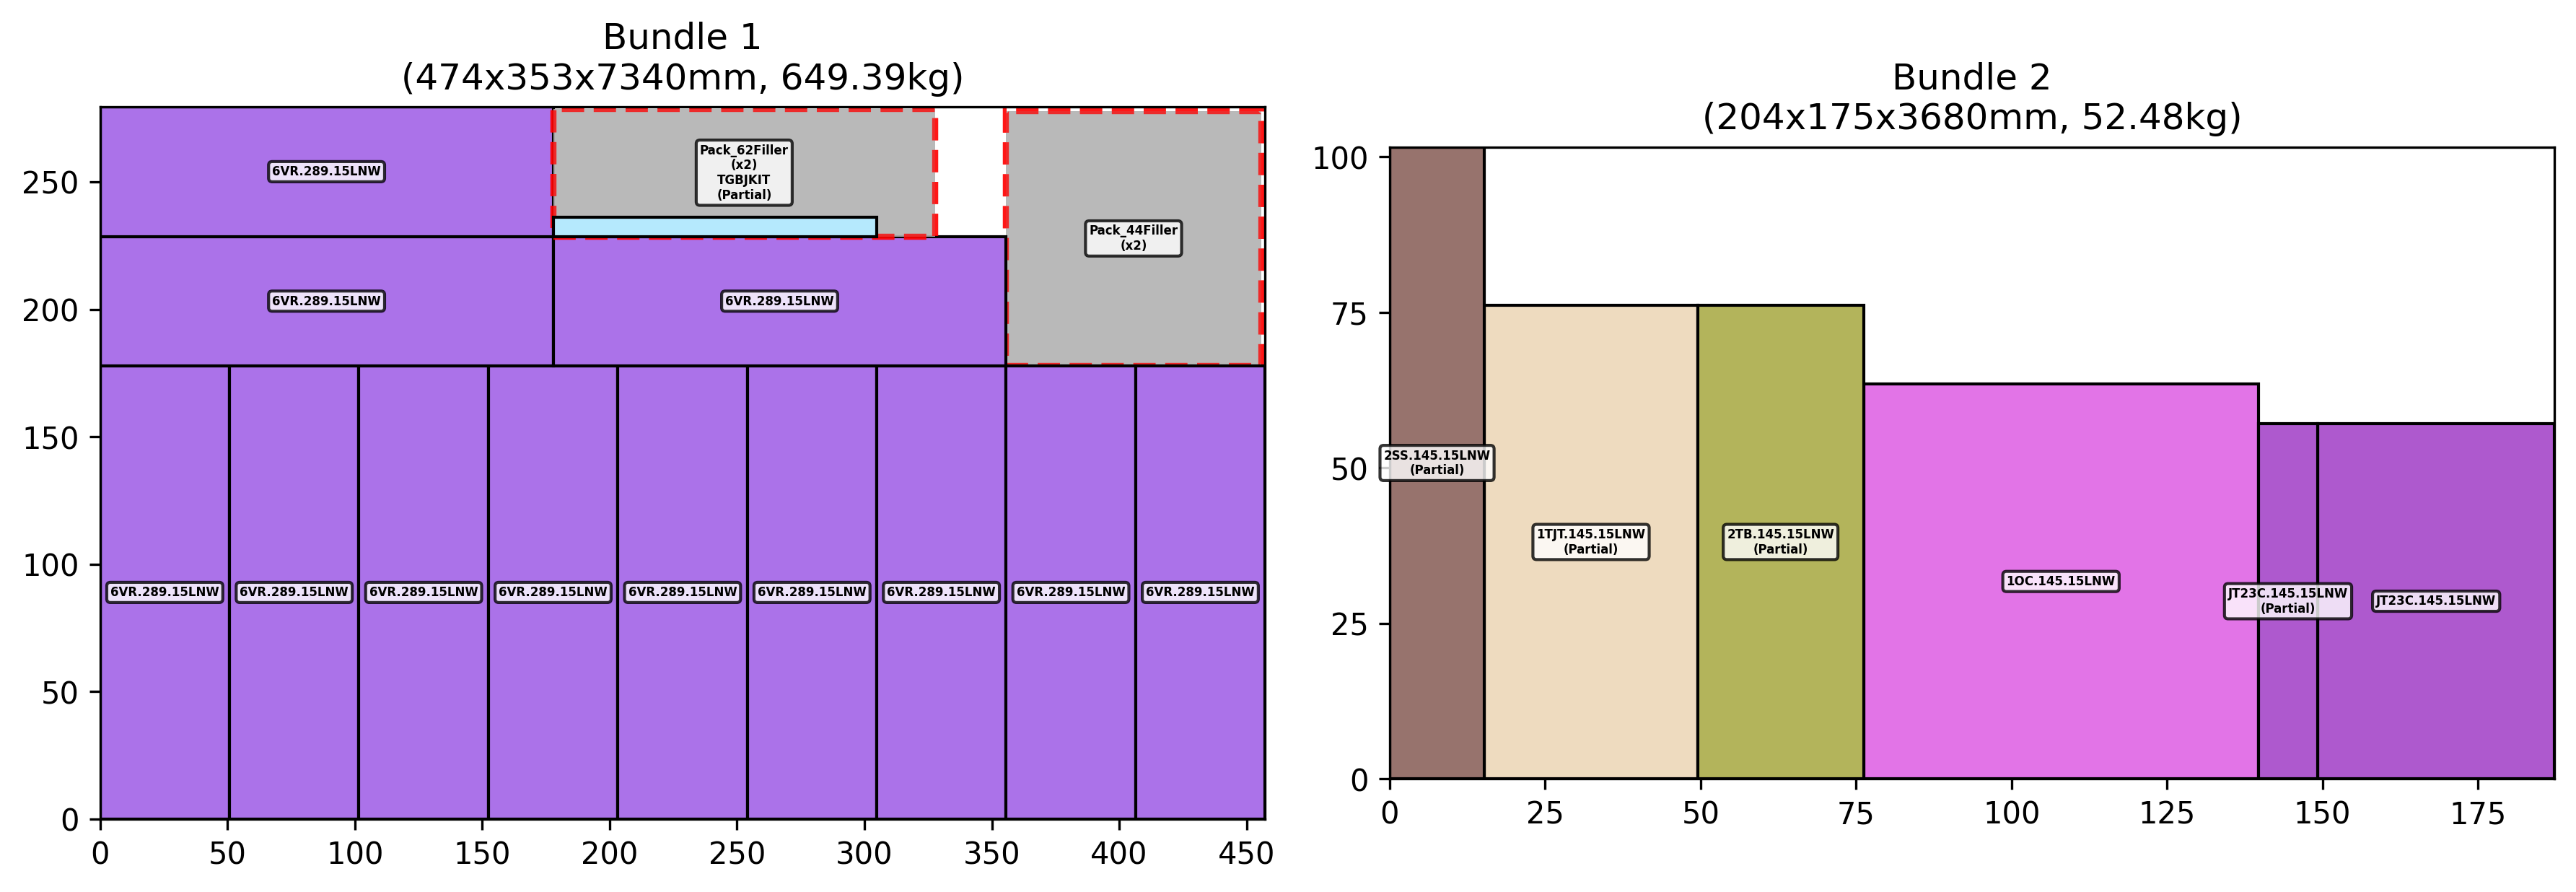 Bundle 1
(474x353x7340mm, 649.39kg)
250
200
150
100
50
0
0
50
100
150
200
250
300
350
400
450
6VR.289.15LNW
Pack_62Filler
(x2)
TGBJKIT
(Partial)
Pack_44Filler
(x2)
6VR.289.15LNW
6VR.289.15LNW
6VR.289.15LNW
6VR.289.15LNW
6VR.289.15LNW
6VR.289.15LNW
6VR.289.15LNW
6VR.289.15LNW
6VR.289.15LNW
6VR.289.15LNW
6VR.289.15LNW
Bundle 2
(204x175x3680mm, 52.48kg)
100
75
50
25
0
0
25
50
75
100
125
150
175
2SS.145.15LNW
(Partial)
1TJT.145.15LNW
(Partial)
2TB.145.15LNW
(Partial)
1OC.145.15LNW
JT23C.145.15LNW
(Partial)
JT23C.145.15LNW